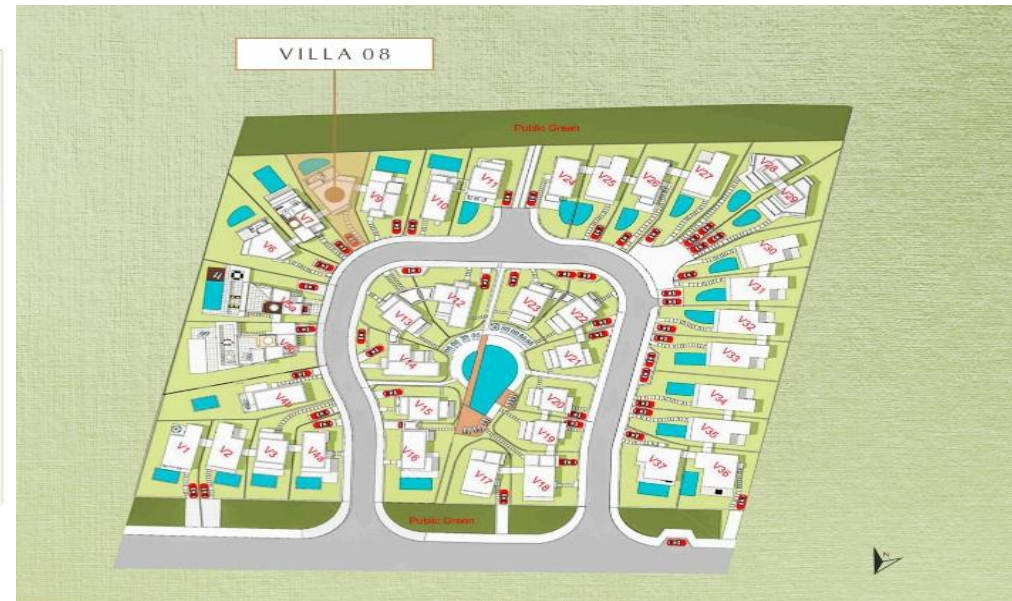 VILLA 08
Public Green
V28
V27
V26
V25
V24
V11
V10
V9
V29
V7
V6
V30
V31
V12
V23
V13
V22
V32
V33
V14
V21
V34
V20
V15
V35
V19
V1
V2
V3
V16
V17
V18
V37
V36
Public Green
N